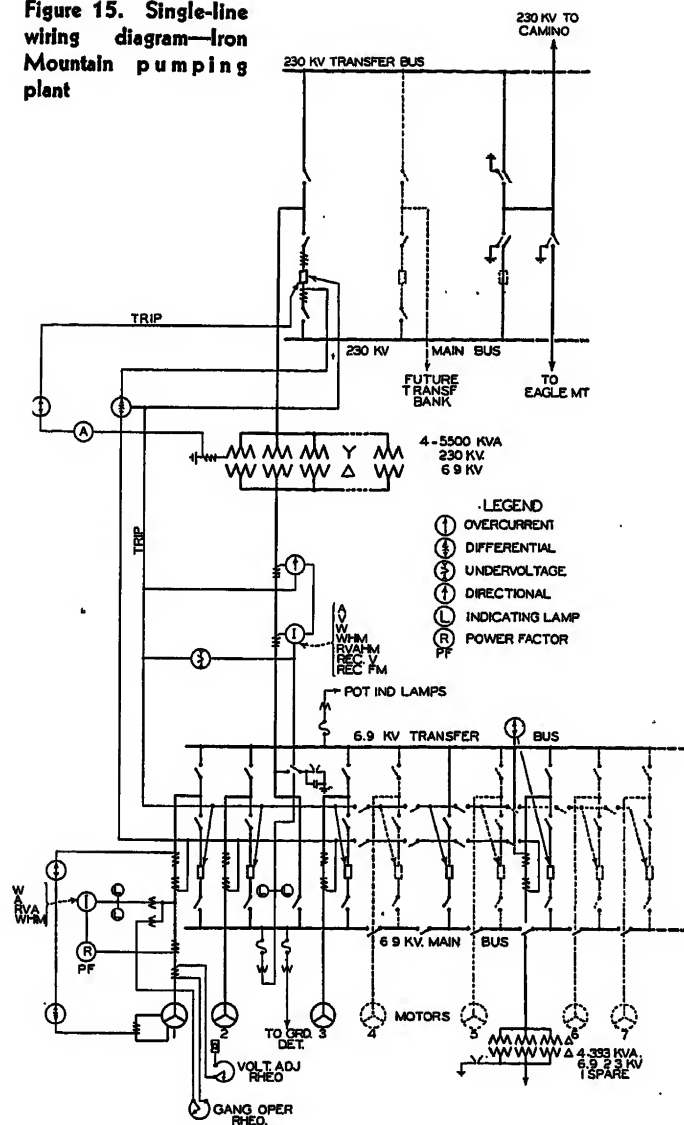 Figure 15. Single-line
wiring diagram—Iron
Mountain pumping
plant
230 KV TO
CAMINO
230 KV TRANSFER BUS
TRIP
230 KV MAIN BUS
FUTURE
TRANSF
BANK
TO
EAGLE MT
A
4-5500 KVA
230 KV.
6 9 KV
LEGEND
OVERCURRENT
DIFFERENTIAL
UNDERVOLTAGE
DIRECTIONAL
L INDICATING LAMP
R POWER FACTOR
PF
TRIP
A
V
W
WHM
RVAHM
REC. V
REC FM
I
POT IND LAMPS
6.9 KV TRANSFER BUS
W
A
RVA
WHM
I
L
L
L L
R
PF
6 9 KV. MAIN BUS
1
2
TO GRD.
DET.
3
4
MOTORS
5
6
7
VOLT. ADJ
RHEO
GANG OPER
RHEO.
4-333 KVA.
6.9 2 3 KV
1 SPARE